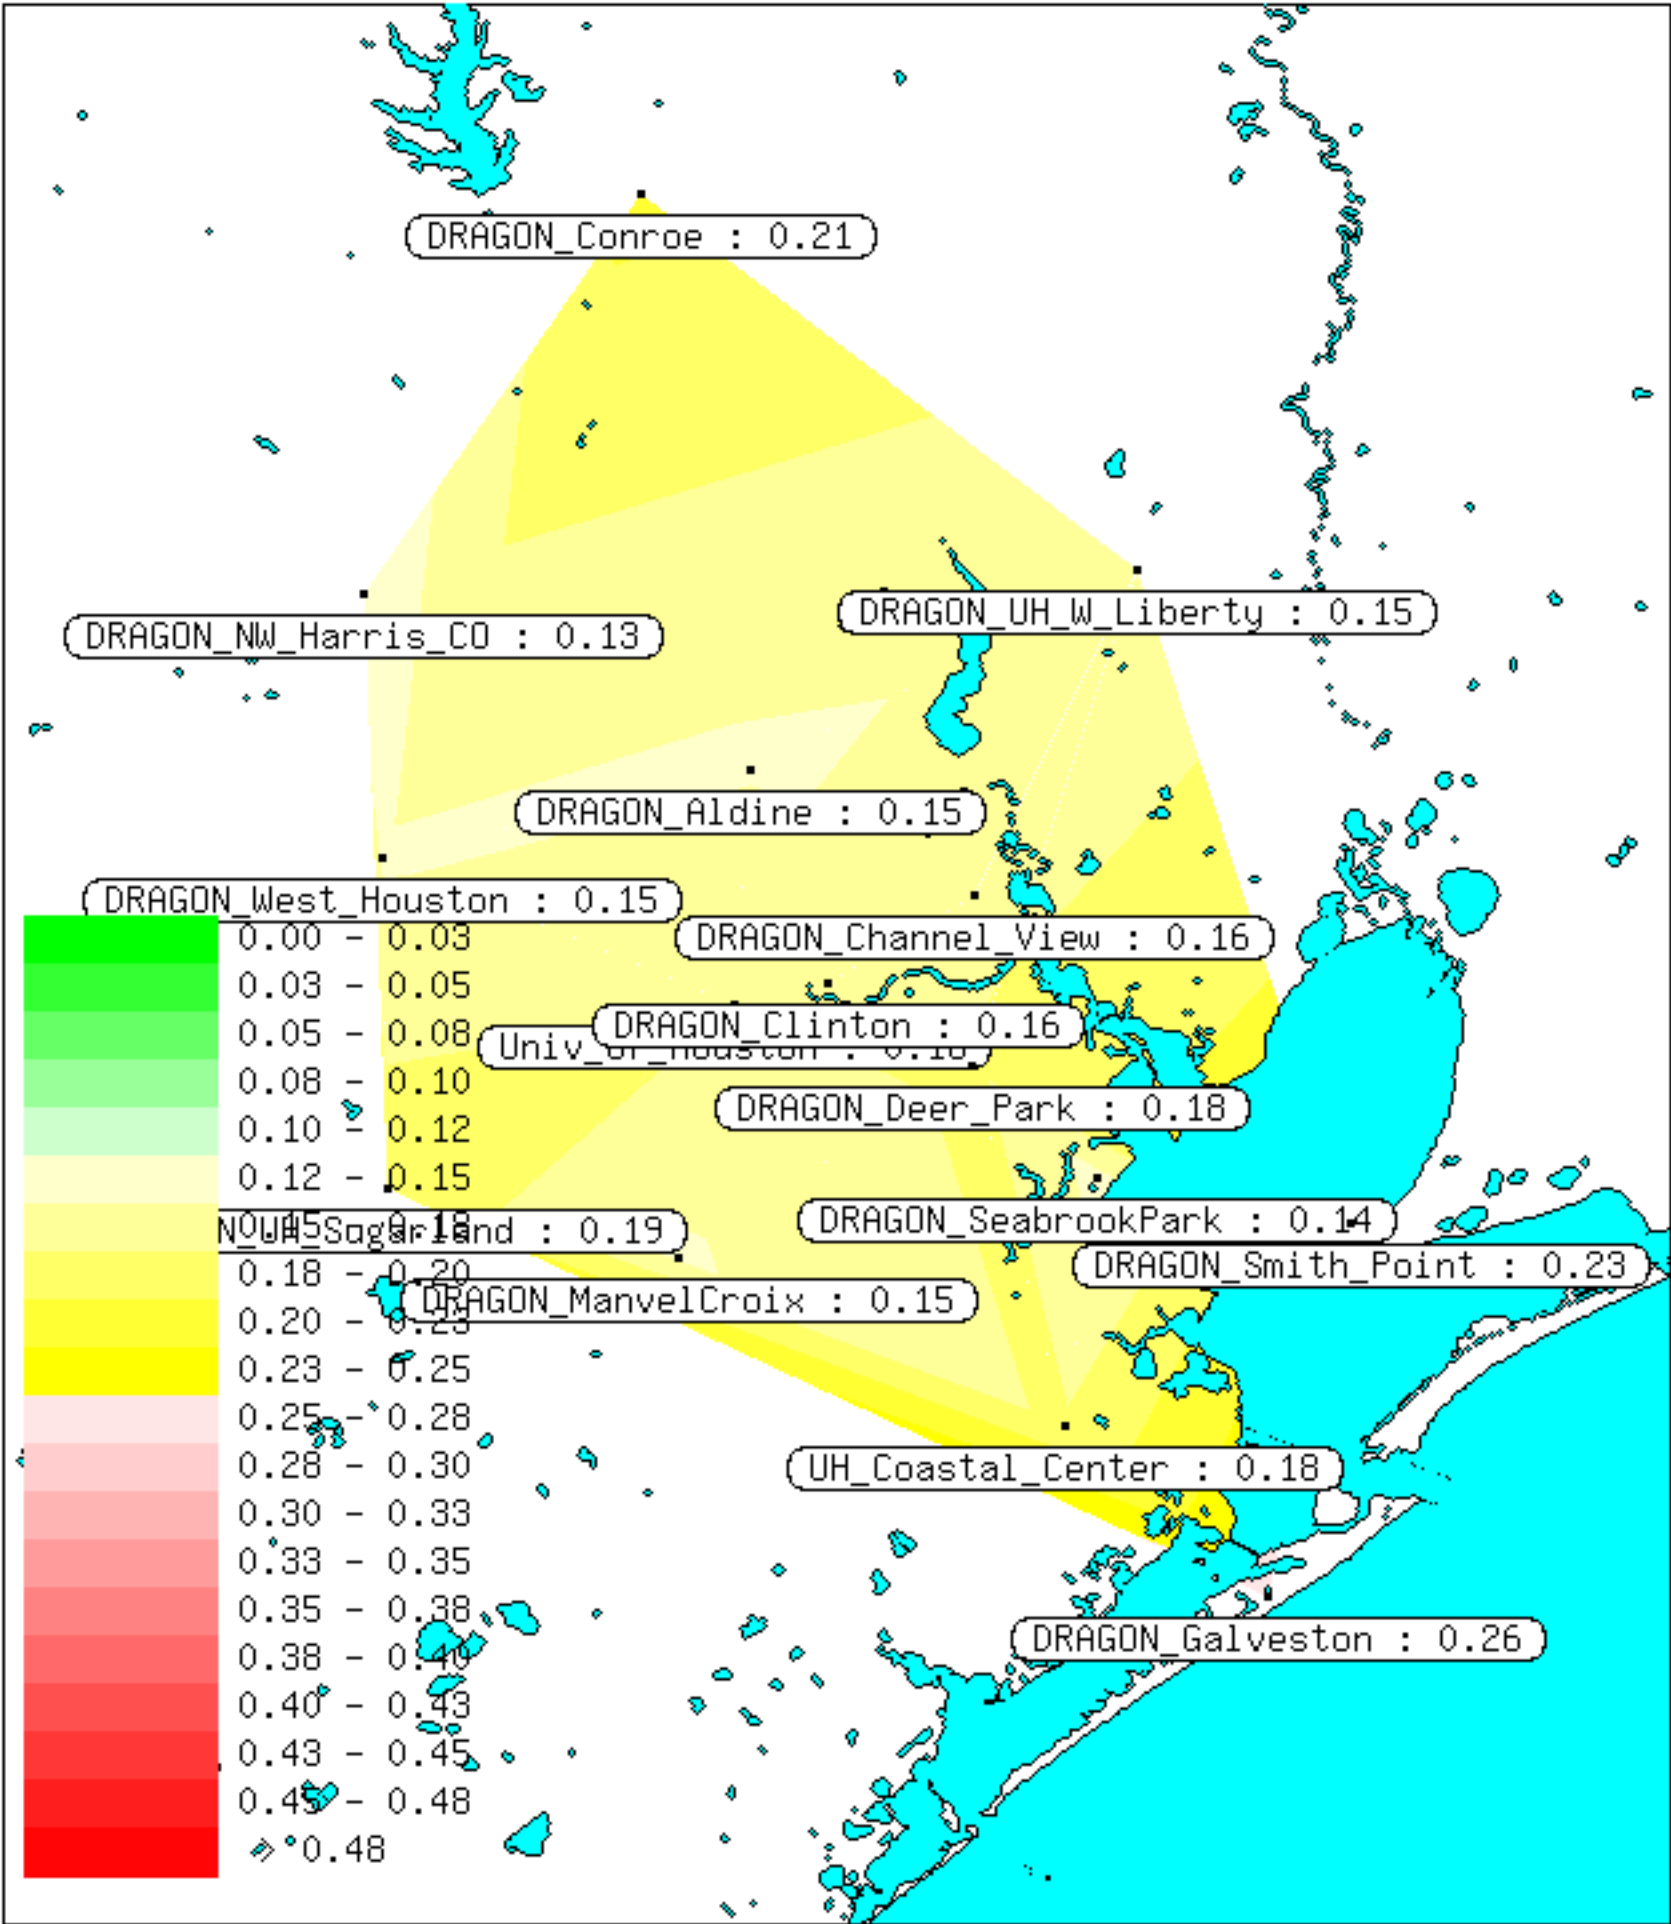 DRAGON_Conroe : 0.21
DRAGON_UH_W_Liberty : 0.15
DRAGON_NW_Harris_CO : 0.13
DRAGON_Aldine : 0.15
DRAGON_West_Houston : 0.15
DRAGON_Channel_View : 0.16
DRAGON_Clinton : 0.16
Univ_of_Houston :
DRAGON_Deer_Park : 0.18
DRAGON_SeabrookPark : 0.14
N_UH_Sugarland : 0.19
DRAGON_Smith_Point : 0.23
DRAGON_ManvelCroix : 0.15
UH_Coastal_Center : 0.18
DRAGON_Galveston : 0.26
0.00 - 0.03
0.03 - 0.05
0.05 - 0.08
0.08 - 0.10
0.10 - 0.12
0.12 - 0.15
0.15 - 0.18
0.18 - 0.20
0.20 - 0.23
0.23 - 0.25
0.25 - 0.28
0.28 - 0.30
0.30 - 0.33
0.33 - 0.35
0.35 - 0.38
0.38 - 0.40
0.40 - 0.43
0.43 - 0.45
0.45 - 0.48
> 0.48